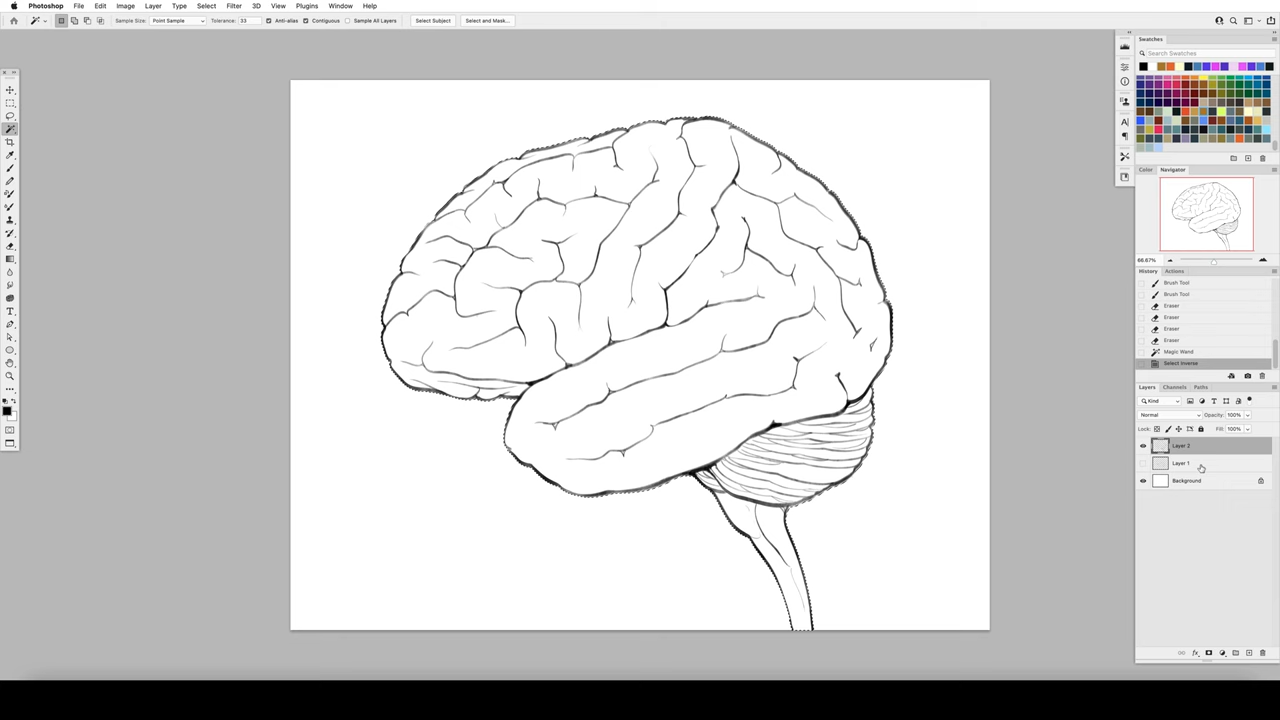 Photoshop File Edit Image Layer Type Select Filter 3D View Plugins Window Help
Sample Size: Point Sample Tolerance: 33 Anti-alias Contiguous Sample All Layers Select Subject Select and Mask...
Swatches
Search Swatches
Color Navigator
66.67%
History Actions
Brush Tool
Brush Tool
Eraser
Eraser
Eraser
Eraser
Magic Wand
Select Inverse
Layers Channels Paths
Kind
Normal Opacity: 100%
Lock: Fill: 100%
Layer 2
Layer 1
Background